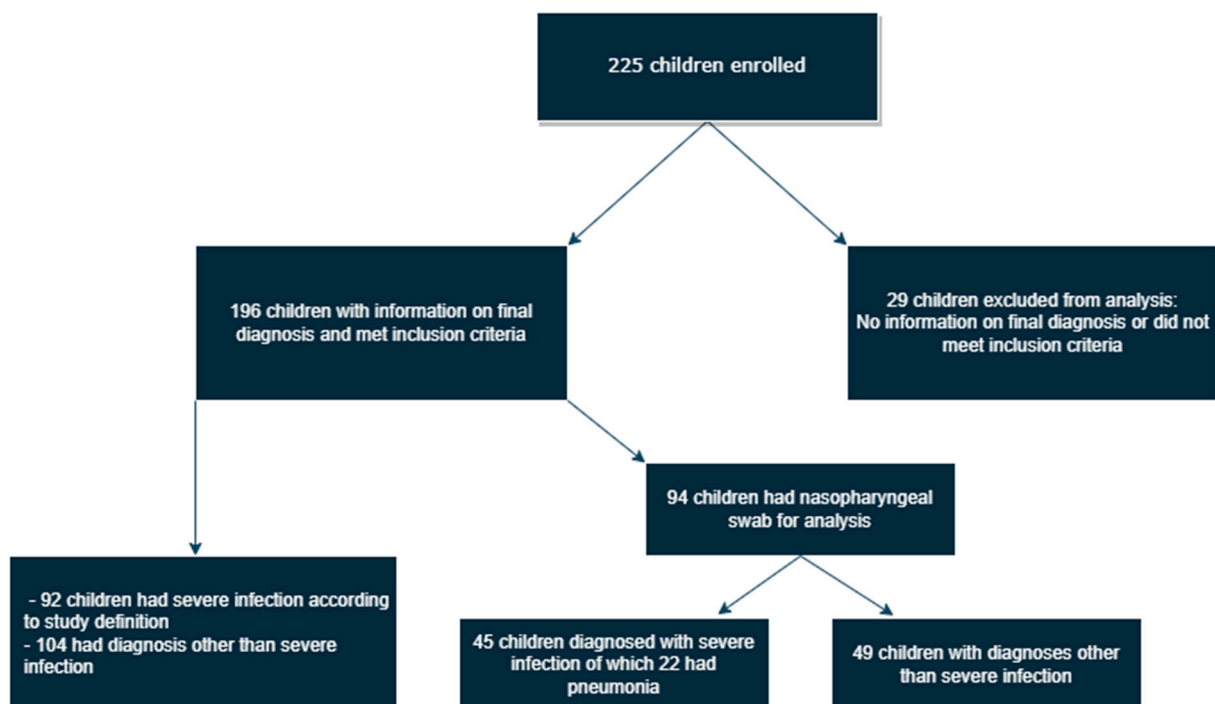 225 children enrolled
196 children with information on final
diagnosis and met inclusion criteria
29 children excluded from analysis:
No information on final diagnosis or did not
meet inclusion criteria
94 children had nasopharyngeal
swab for analysis
- 92 children had severe infection according
to study definition
- 104 had diagnosis other than severe
infection
45 children diagnosed with severe
infection of which 22 had
pneumonia
49 children with diagnoses other
than severe infection